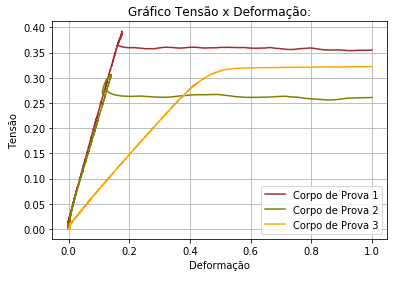 Gráfico Tensão x Deformação:
Tensão
0.40
0.35
0.30
0.25
0.20
0.15
0.10
0.05
0.00
Corpo de Prova 1
Corpo de Prova 2
Corpo de Prova 3
0.0 0.2 0.4 0.6 0.8 1.0
Deformação